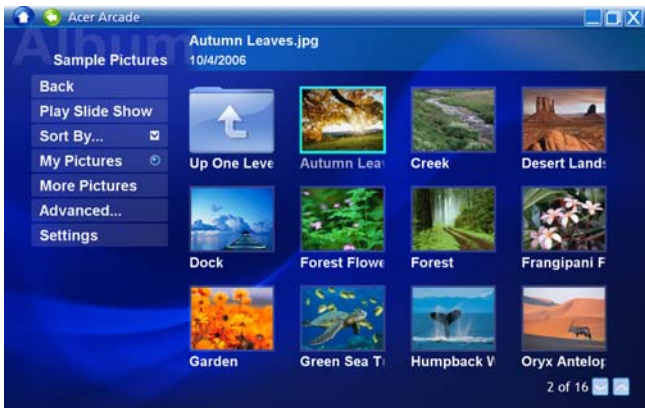 Acer Arcade
Album
Autumn Leaves.jpg
Sample Pictures
10/4/2006
Back
Play Slide Show
Sort By...
My Pictures
More Pictures
Advanced...
Settings
Up One Leve
Autumn Leav
Creek
Desert Lands
Dock
Forest Flowe
Forest
Frangipani F
Garden
Green Sea T
Humpback W
Oryx Antelop
2 of 16